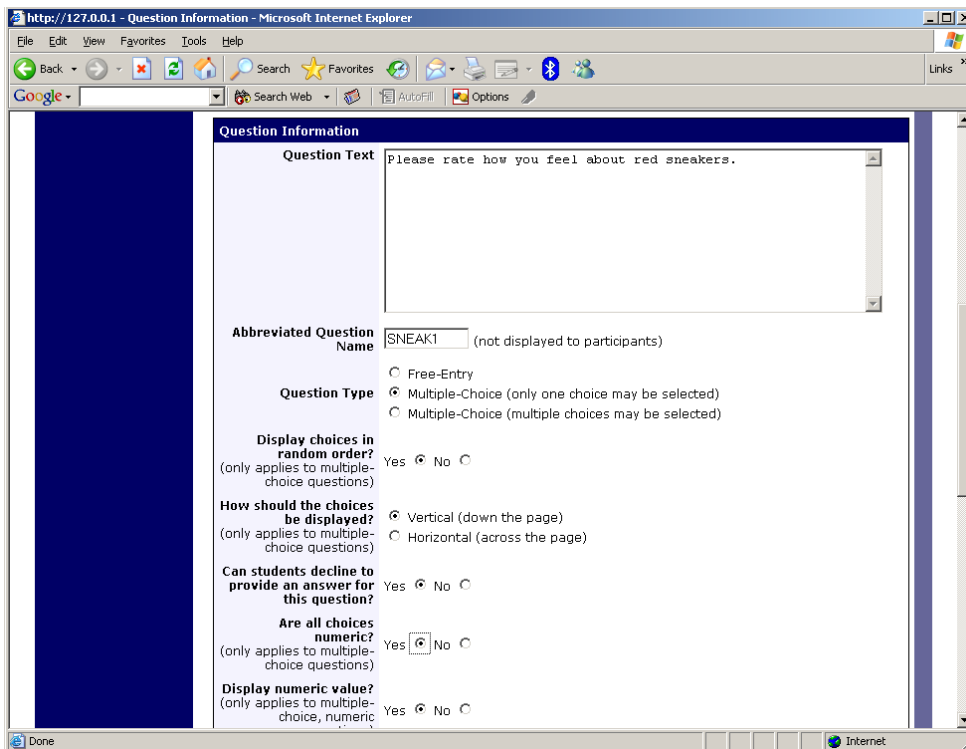 http://127.0.0.1 - Question Information - Microsoft Internet Explorer
File Edit View Favorites Tools Help
Back Search Favorites Links
Google Search Web AutoFill Options
Question Information
Question Text Please rate how you feel about red sneakers.
Abbreviated Question
Name SNEAK1 (not displayed to participants)
Free-Entry
Question Type Multiple-Choice (only one choice may be selected)
Multiple-Choice (multiple choices may be selected)
Display choices in
random order?
(only applies to multiple-
choice questions)
Yes No
How should the choices
be displayed?
(only applies to multiple-
choice questions)
Vertical (down the page)
Horizontal (across the page)
Can students decline to
provide an answer for
this question?
Yes No
Are all choices
numeric?
(only applies to multiple-
choice questions)
Yes No
Display numeric value?
(only applies to multiple-
choice, numeric
Yes No
Done Internet